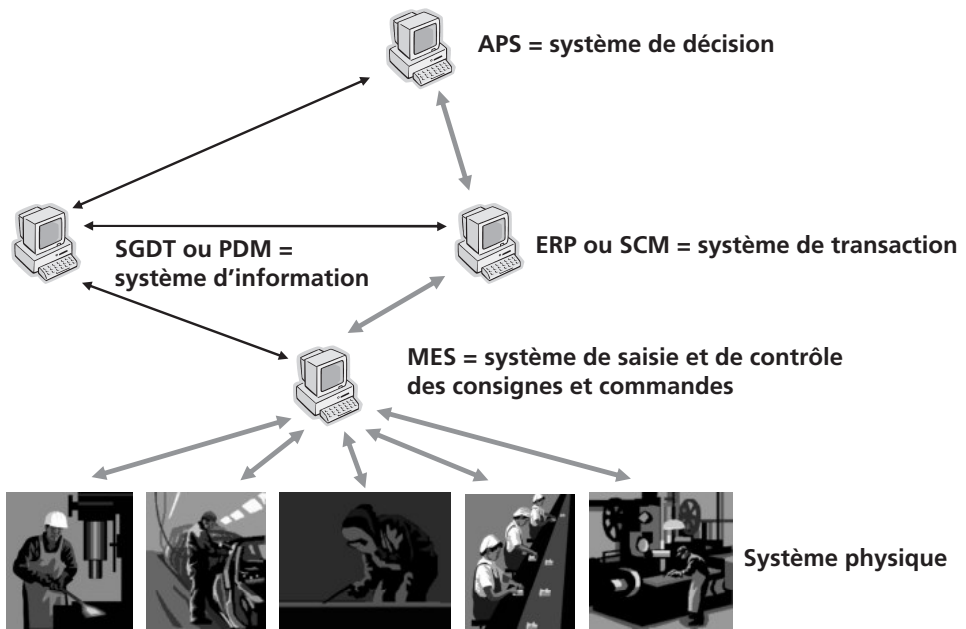 APS = système de décision
SGDT ou PDM =
système d'information
ERP ou SCM = système de transaction
MES = système de saisie et de contrôle
des consignes et commandes
Système physique